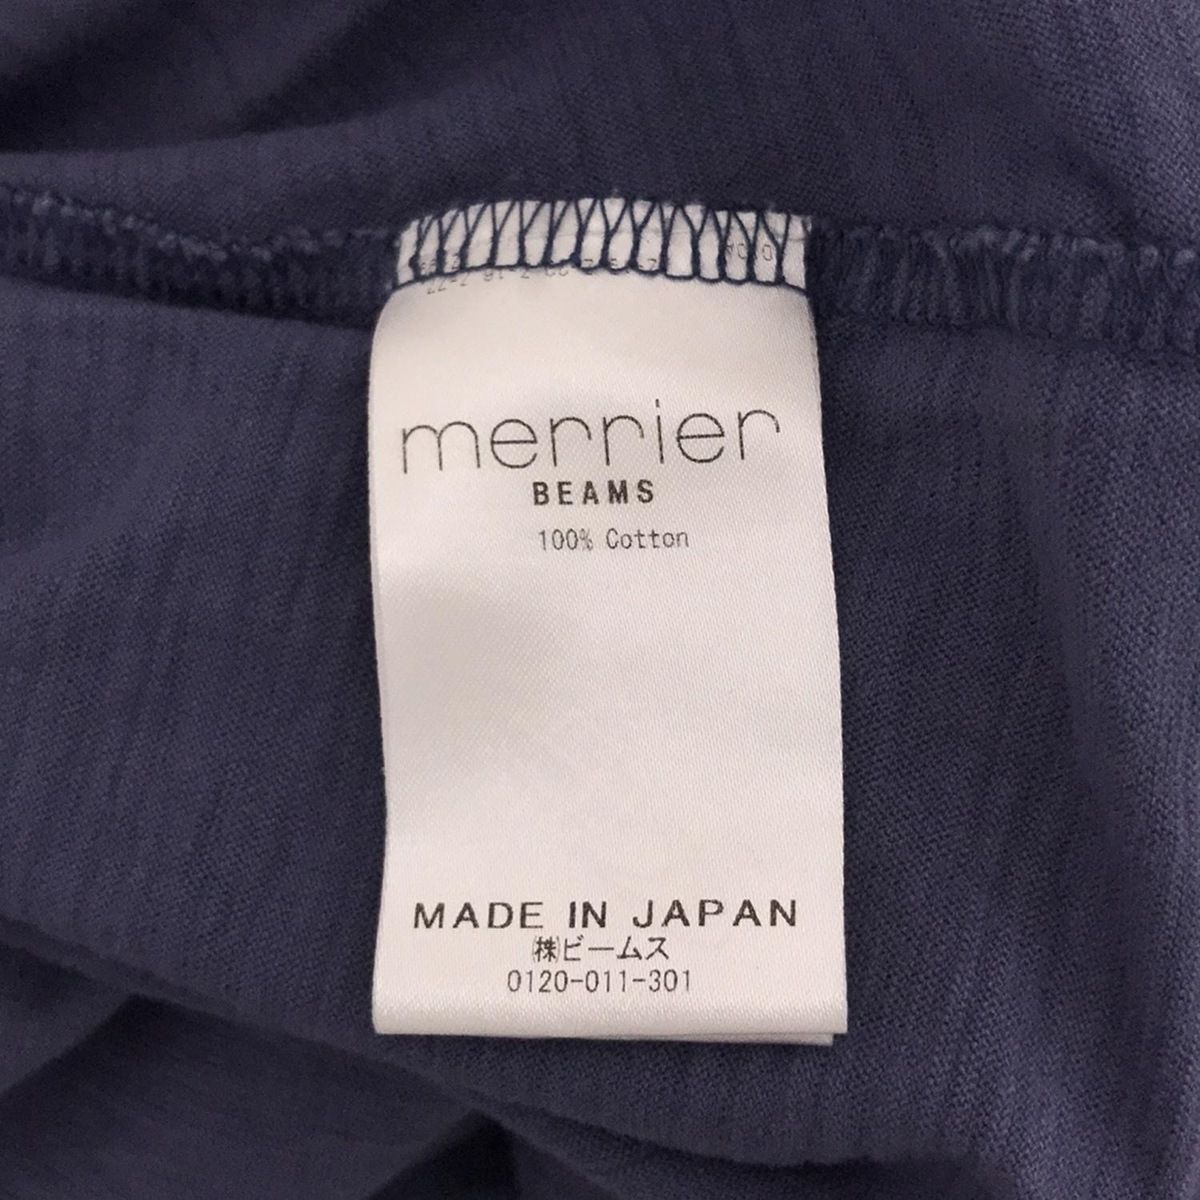 merrier
BEAMS
100% Cotton
MADE IN JAPAN
㈱ビームス
0120-011-301